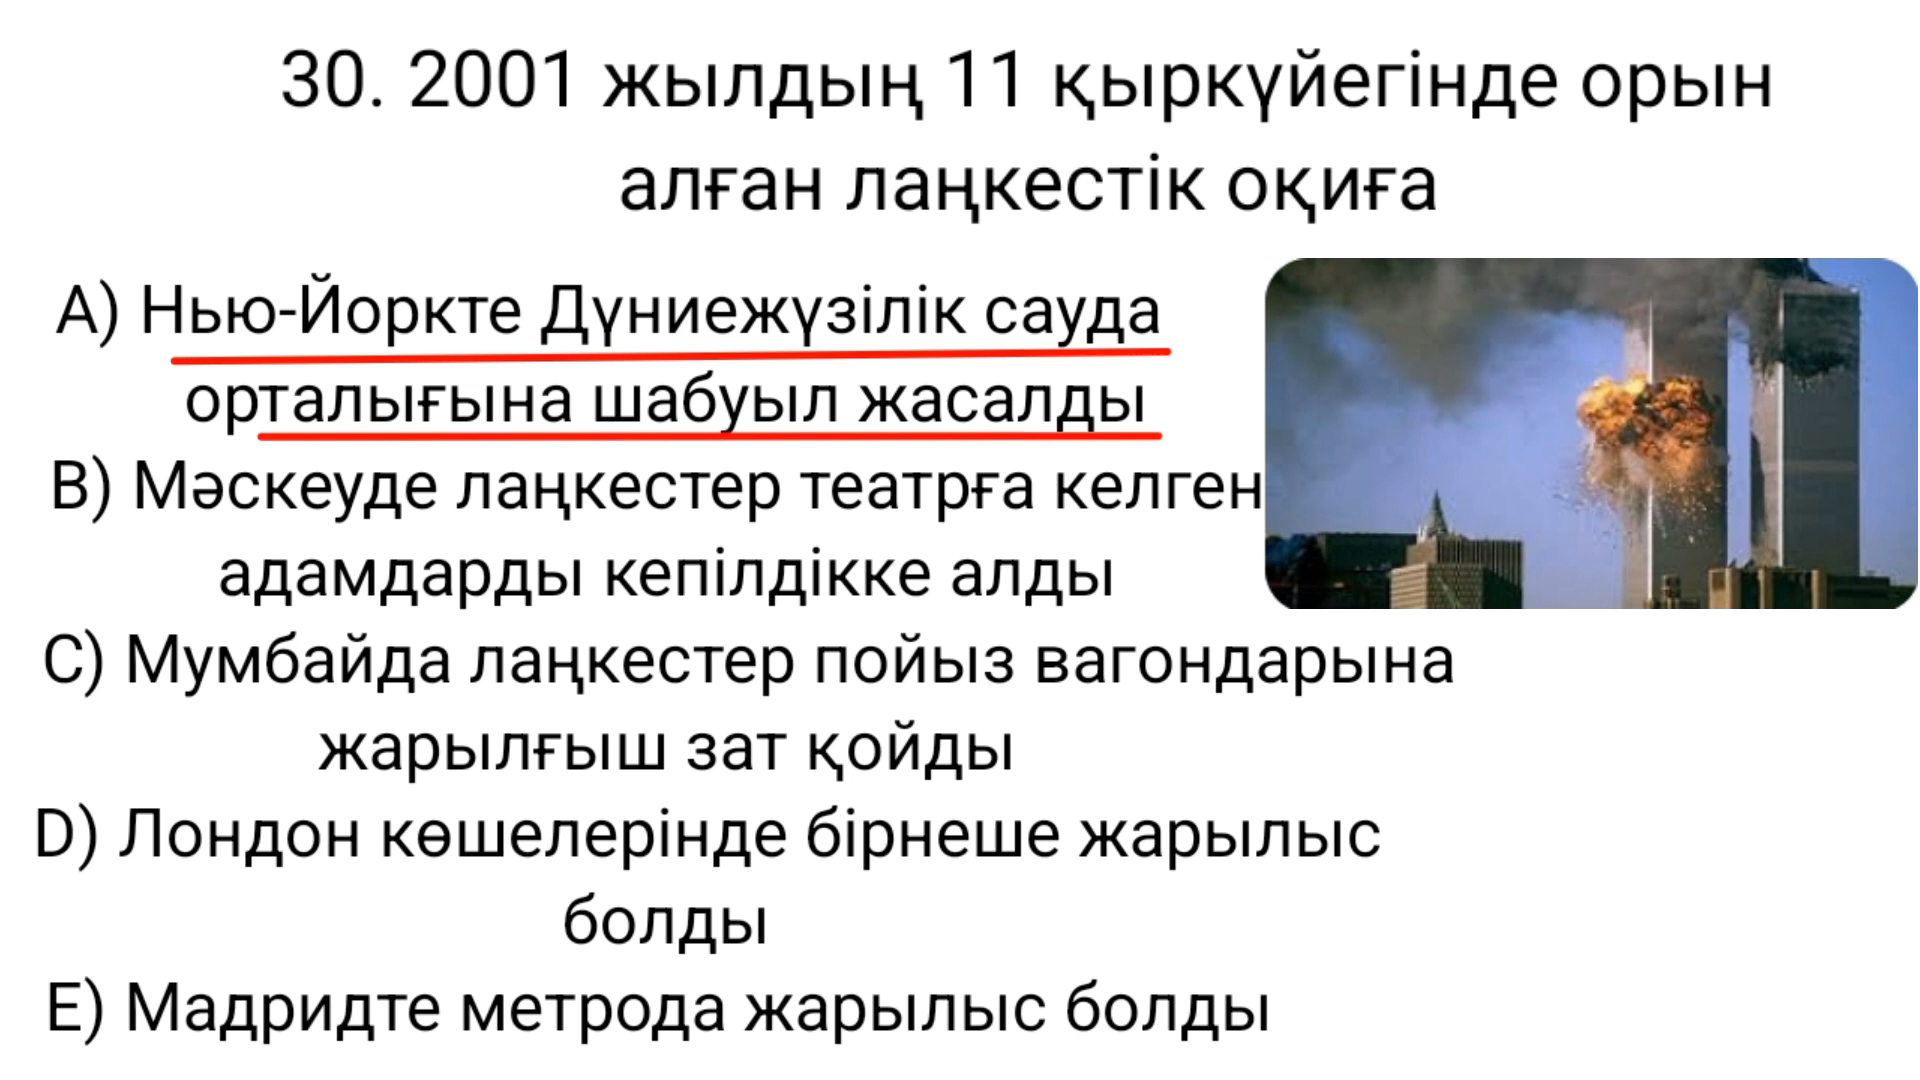 30. 2001 жылдың 11 қыркүйегінде орын
алған лаңкестік оқиға
A) Нью-Йоркте Дүниежүзілік сауда
орталығына шабуыл жасалды
B) Мәскеуде лаңкестер театрға келген
адамдарды кепілдікке алды
C) Мумбайда лаңкестер пойыз вагондарына
жарылғыш зат қойды
D) Лондон көшелерінде бірнеше жарылыс
болды
E) Мадридте метрода жарылыс болды